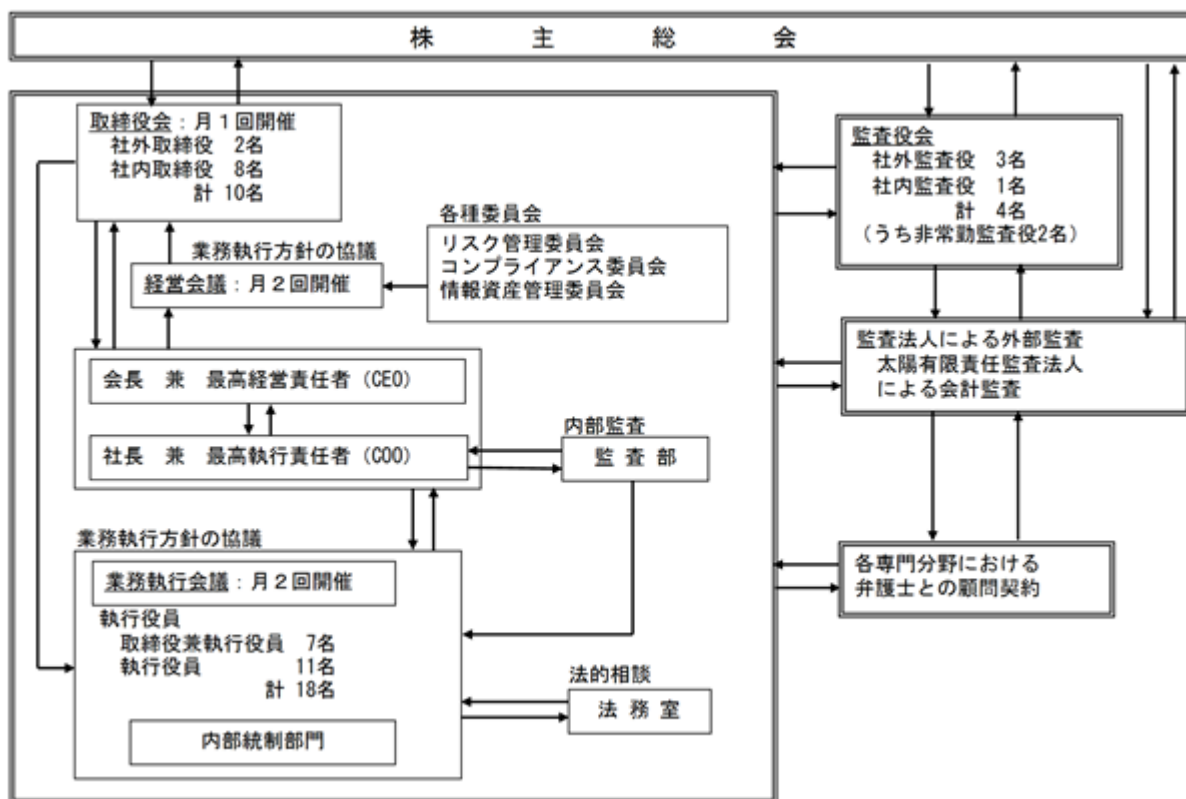 株 主 総 会
取締役会：月１回開催
社外取締役 2名
社内取締役 8名
計 10名
監査役会
社外監査役 3名
社内監査役 1名
計 4名
（うち非常勤監査役2名）
各種委員会
リスク管理委員会
コンプライアンス委員会
情報資産管理委員会
業務執行方針の協議
経営会議：月２回開催
監査法人による外部監査
太陽有限責任監査法人
による会計監査
会長 兼 最高経営責任者（CEO）
社長 兼 最高執行責任者（COO）
内部監査
監 査 部
業務執行方針の協議
業務執行会議：月２回開催
執行役員
取締役兼執行役員 7名
執行役員 11名
計 18名
内部統制部門
法的相談
法 務 室
各専門分野における
弁護士との顧問契約